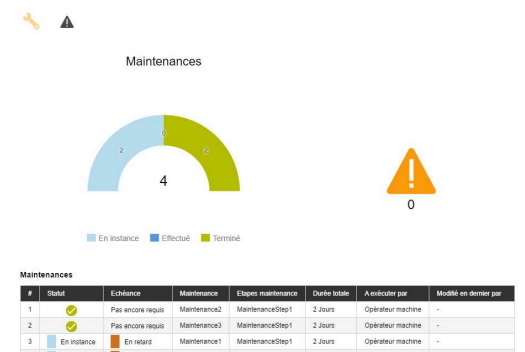 Maintenances
2 0 2
4
0
En instance Effectué Terminé
Maintenances
# Statut Echéance Maintenance Etapes maintenance Durée totale A exécuter par Modifié en dernier par
1 Pas encore requis Maintenance2 MaintenanceStep1 2 Jours Opérateur machine -
2 Pas encore requis Maintenance3 MaintenanceStep1 2 Jours Opérateur machine -
3 En instance En retard Maintenance1 MaintenanceStep1 2 Jours Opérateur machine -